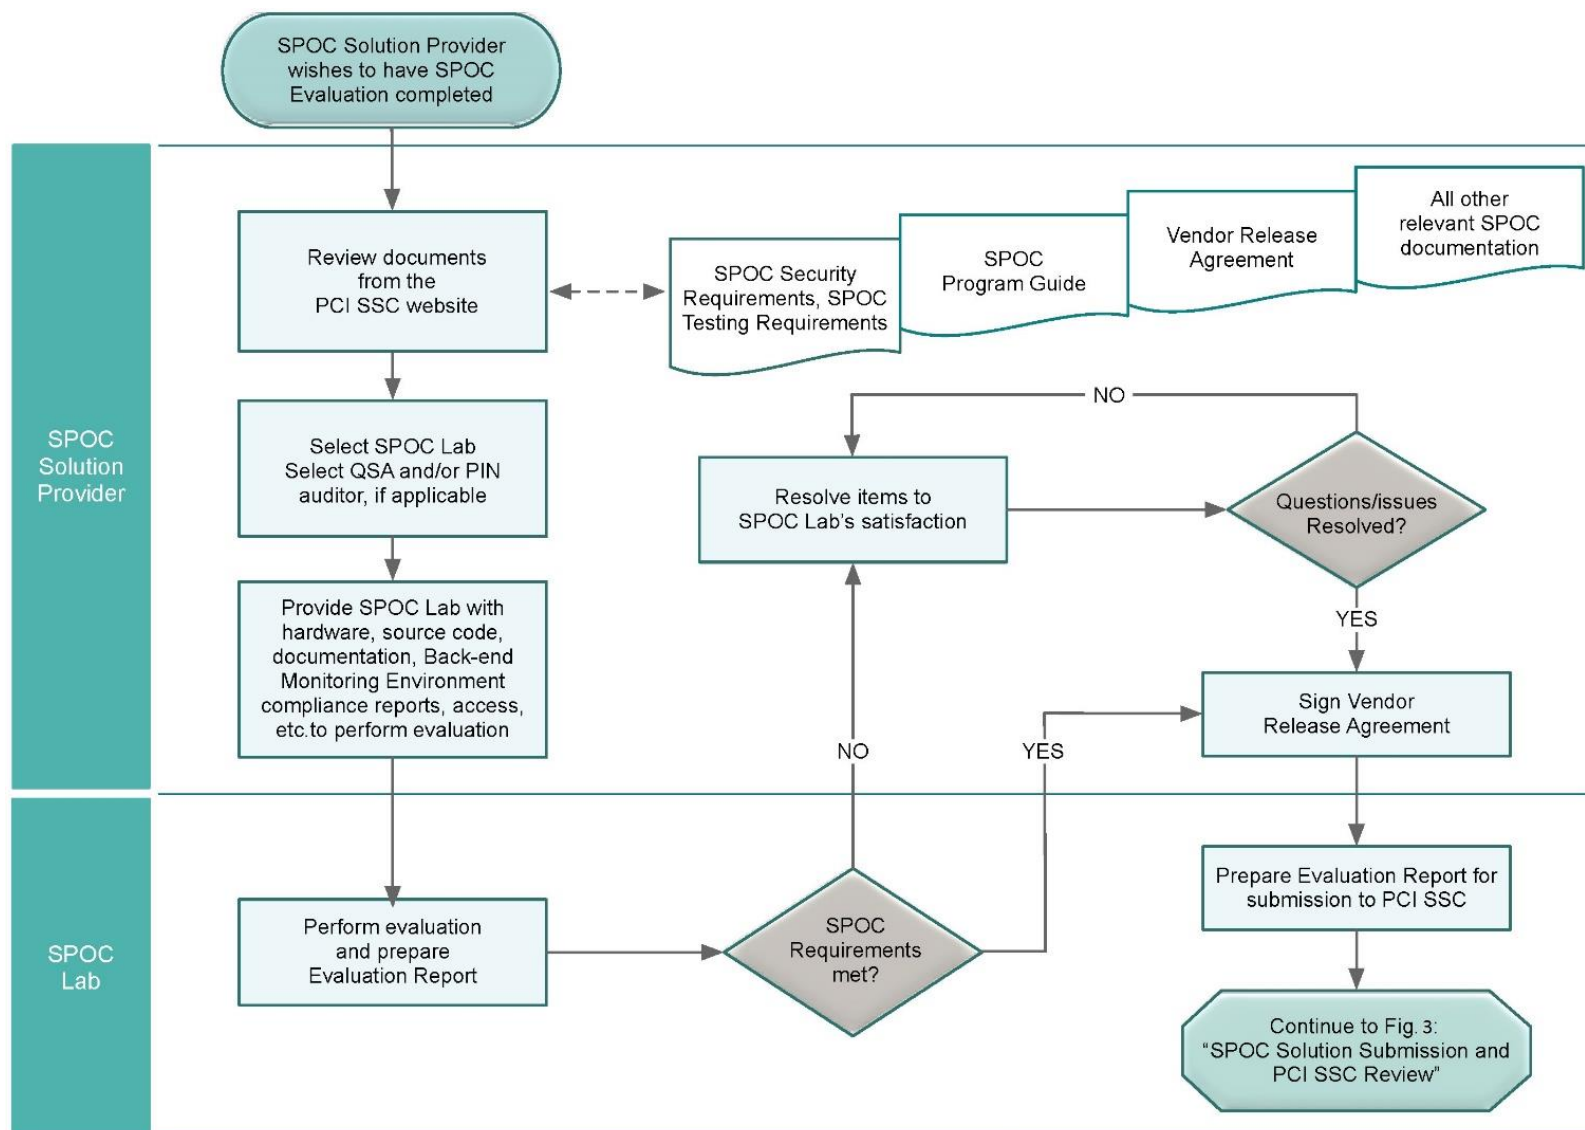 SPOC Solution Provider
wishes to have SPOC
Evaluation completed
SPOC
Solution
Provider
Review documents
from the
PCI SSC website
SPOC Security
Requirements, SPOC
Testing Requirements
SPOC
Program Guide
Vendor Release
Agreement
All other
relevant SPOC
documentation
Select SPOC Lab
Select QSA and/or PIN
auditor, if applicable
Provide SPOC Lab with
hardware, source code,
documentation, Back-end
Monitoring Environment
compliance reports, access,
etc.to perform evaluation
NO
Resolve items to
SPOC Lab's satisfaction
Questions/issues
Resolved?
YES
Sign Vendor
Release Agreement
NO
YES
SPOC
Lab
Perform evaluation
and prepare
Evaluation Report
SPOC
Requirements
met?
Prepare Evaluation Report for
submission to PCI SSC
Continue to Fig. 3:
“SPOC Solution Submission and
PCI SSC Review”